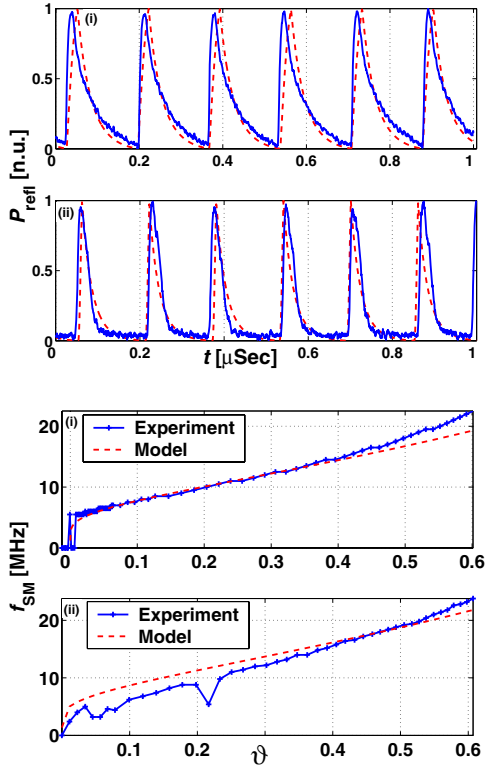 (i)
1
0.5
0
0 0.2 0.4 0.6 0.8 1
P_refl [n.u.]
(ii)
1
0.5
0
0 0.2 0.4 0.6 0.8 1
t [μSec]
(i)
Experiment
Model
20
10
0
0 0.1 0.2 0.3 0.4 0.5 0.6
f_SM [MHz]
(ii)
Experiment
Model
20
10
0
0.1 0.2 0.3 0.4 0.5 0.6
ϑ